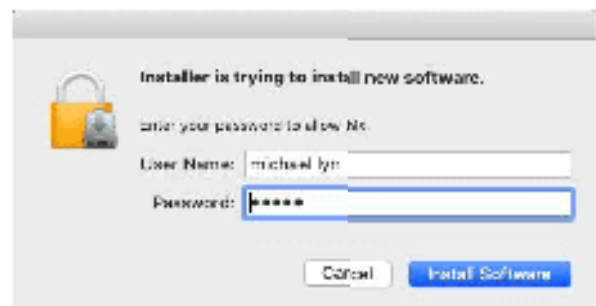 Installer is trying to install new software.
Enter your password to allow this.
User Name: michael lyn
Password: •••••
Cancel Install Software